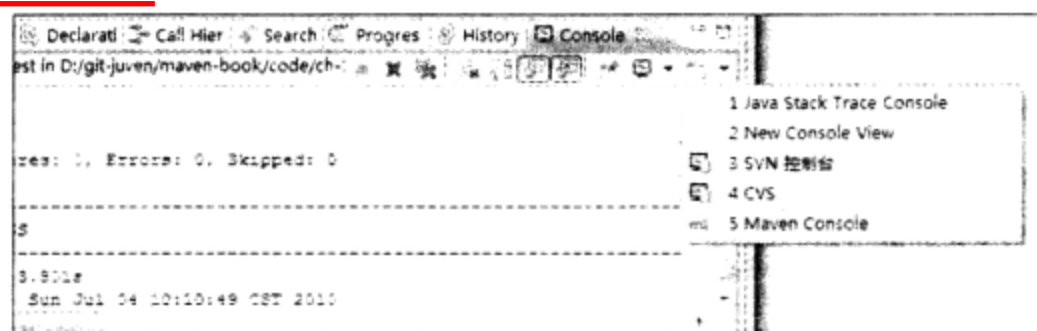 Declarati Call Hier Search Progres History Console
est in D:/git-juven/maven-book/code/ch-
1 Java Stack Trace Console
2 New Console View
res: 0, Errors: 0, Skipped: 0
3 SVN 控制台
4 CVS
s
5 Maven Console
Sun Jul 04 10:10:49 CST 2010